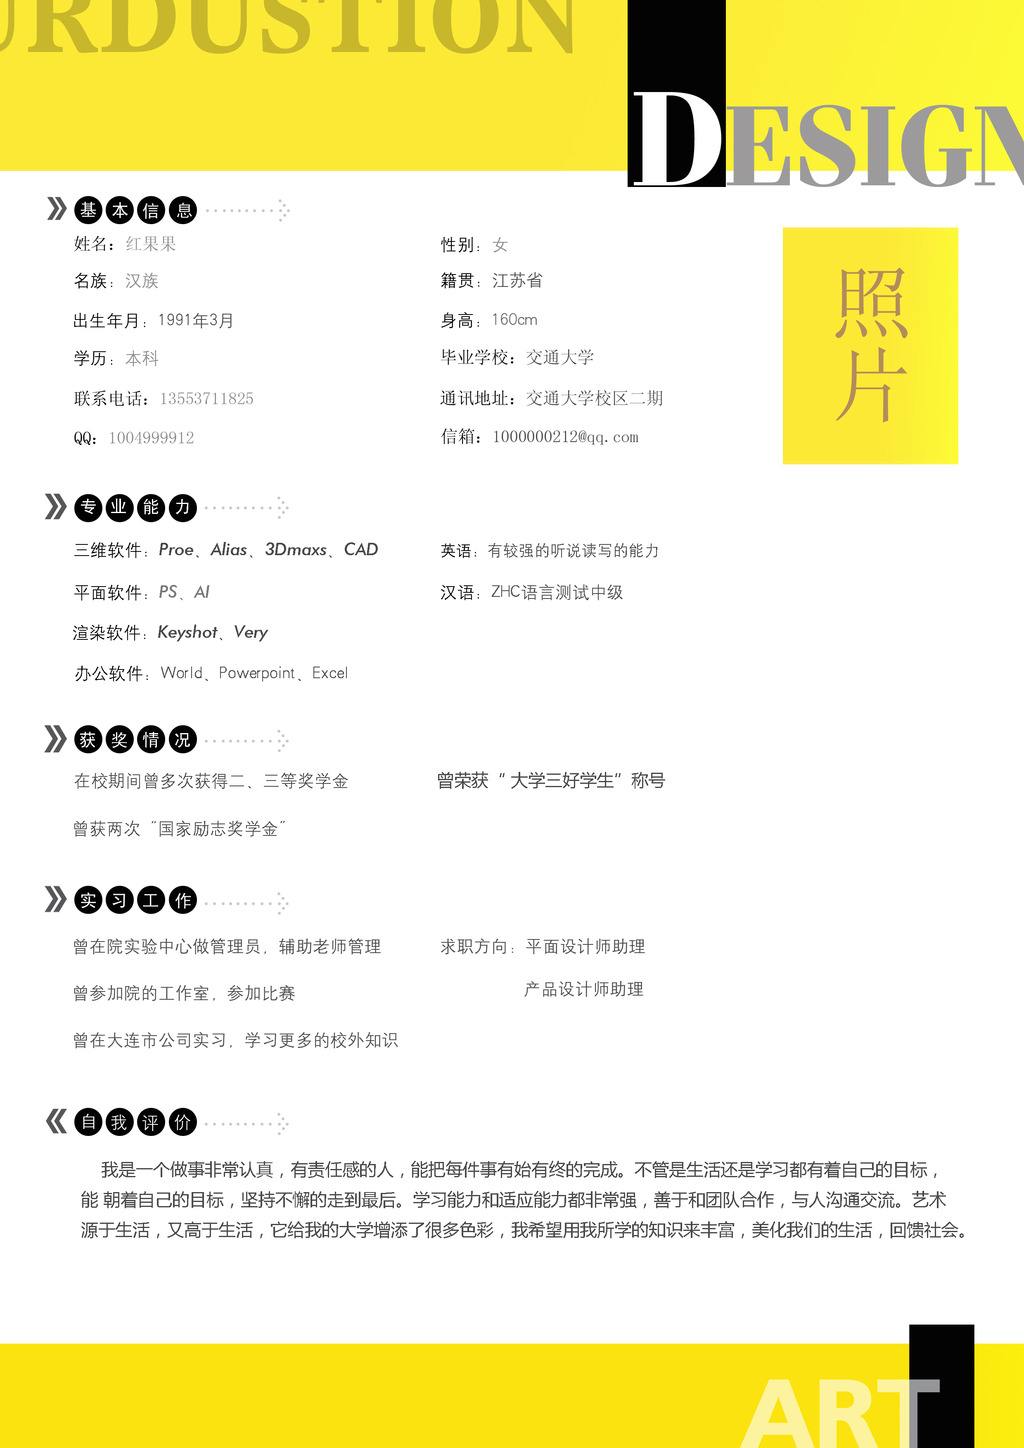 URDUSTION
DESIGN
基本信息
姓名：红果果
性别：女
名族：汉族
籍贯：江苏省
出生年月：1991年3月
身高：160cm
学历：本科
毕业学校：交通大学
联系电话：13553711825
通讯地址：交通大学校区二期
QQ：1004999912
信箱：1000000212@qq.com
照
片
专业能力
三维软件：Proe、Alias、3Dmaxs、CAD
英语：有较强的听说读写的能力
平面软件：PS、AI
汉语：ZHC语言测试中级
渲染软件：Keyshot、Very
办公软件：World、Powerpoint、Excel
获奖情况
在校期间曾多次获得二、三等奖学金
曾荣获“大学三好学生”称号
曾获两次“国家励志奖学金”
实习工作
曾在院实验中心做管理员，辅助老师管理
求职方向：平面设计师助理
曾参加院的工作室，参加比赛
产品设计师助理
曾在大连市公司实习，学习更多的校外知识
自我评价
我是一个做事非常认真，有责任感的人，能把每件事有始有终的完成。不管是生活还是学习都有着自己的目标，
能 朝着自己的目标，坚持不懈的走到最后。学习能力和适应能力都非常强，善于和团队合作，与人沟通交流。艺术
源于生活，又高于生活，它给我的大学增添了很多色彩，我希望用我所学的知识来丰富，美化我们的生活，回馈社会。
ART